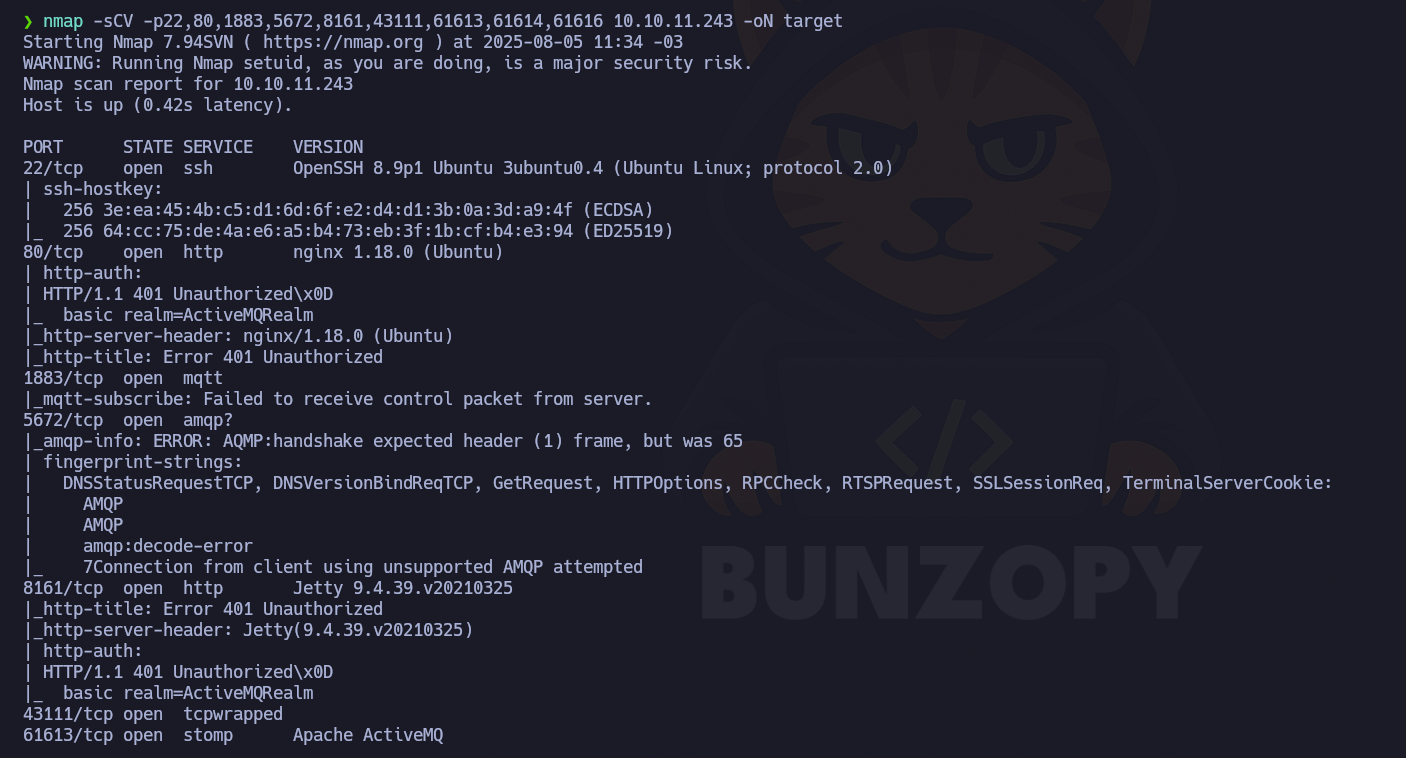 ❯ nmap -sCV -p22,80,1883,5672,8161,43111,61613,61614,61616 10.10.11.243 -oN target
Starting Nmap 7.94SVN ( https://nmap.org ) at 2025-08-05 11:34 -03
WARNING: Running Nmap setuid, as you are doing, is a major security risk.
Nmap scan report for 10.10.11.243
Host is up (0.42s latency).

PORT      STATE SERVICE    VERSION
22/tcp    open  ssh        OpenSSH 8.9p1 Ubuntu 3ubuntu0.4 (Ubuntu Linux; protocol 2.0)
| ssh-hostkey:
|   256 3e:ea:45:4b:c5:d1:6d:6f:e2:d4:d1:3b:0a:3d:a9:4f (ECDSA)
|_  256 64:cc:75:de:4a:e6:a5:b4:73:eb:3f:1b:cf:b4:e3:94 (ED25519)
80/tcp    open  http       nginx 1.18.0 (Ubuntu)
| http-auth:
| HTTP/1.1 401 Unauthorized\x0D
|_  basic realm=ActiveMQRealm
|_http-server-header: nginx/1.18.0 (Ubuntu)
|_http-title: Error 401 Unauthorized
1883/tcp  open  mqtt
|_mqtt-subscribe: Failed to receive control packet from server.
5672/tcp  open  amqp?
|_amqp-info: ERROR: AQMP:handshake expected header (1) frame, but was 65
| fingerprint-strings:
|   DNSStatusRequestTCP, DNSVersionBindReqTCP, GetRequest, HTTPOptions, RPCCheck, RTSPRequest, SSLSessionReq, TerminalServerCookie:
|     AMQP
|     AMQP
|     amqp:decode-error
|_    7Connection from client using unsupported AMQP attempted
8161/tcp  open  http       Jetty 9.4.39.v20210325
|_http-title: Error 401 Unauthorized
|_http-server-header: Jetty(9.4.39.v20210325)
| http-auth:
| HTTP/1.1 401 Unauthorized\x0D
|_  basic realm=ActiveMQRealm
43111/tcp open  tcpwrapped
61613/tcp open  stomp      Apache ActiveMQ
</>
BUNZOPY